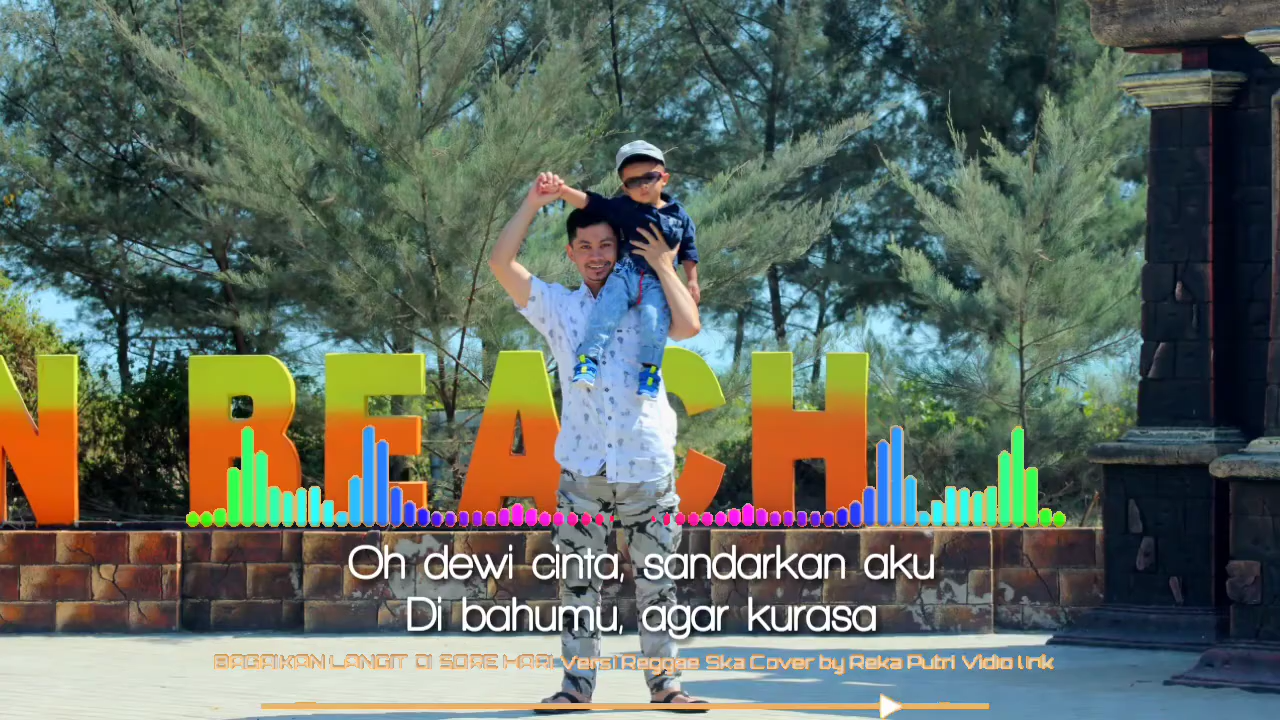 N BEACH
Oh dewi cinta, sandarkan aku
Di bahumu, agar kurasa
BAGAIKAN LANGIT DI SORE HARI Versi Reggee Ska Cover by Reka Putri Vidio lirik